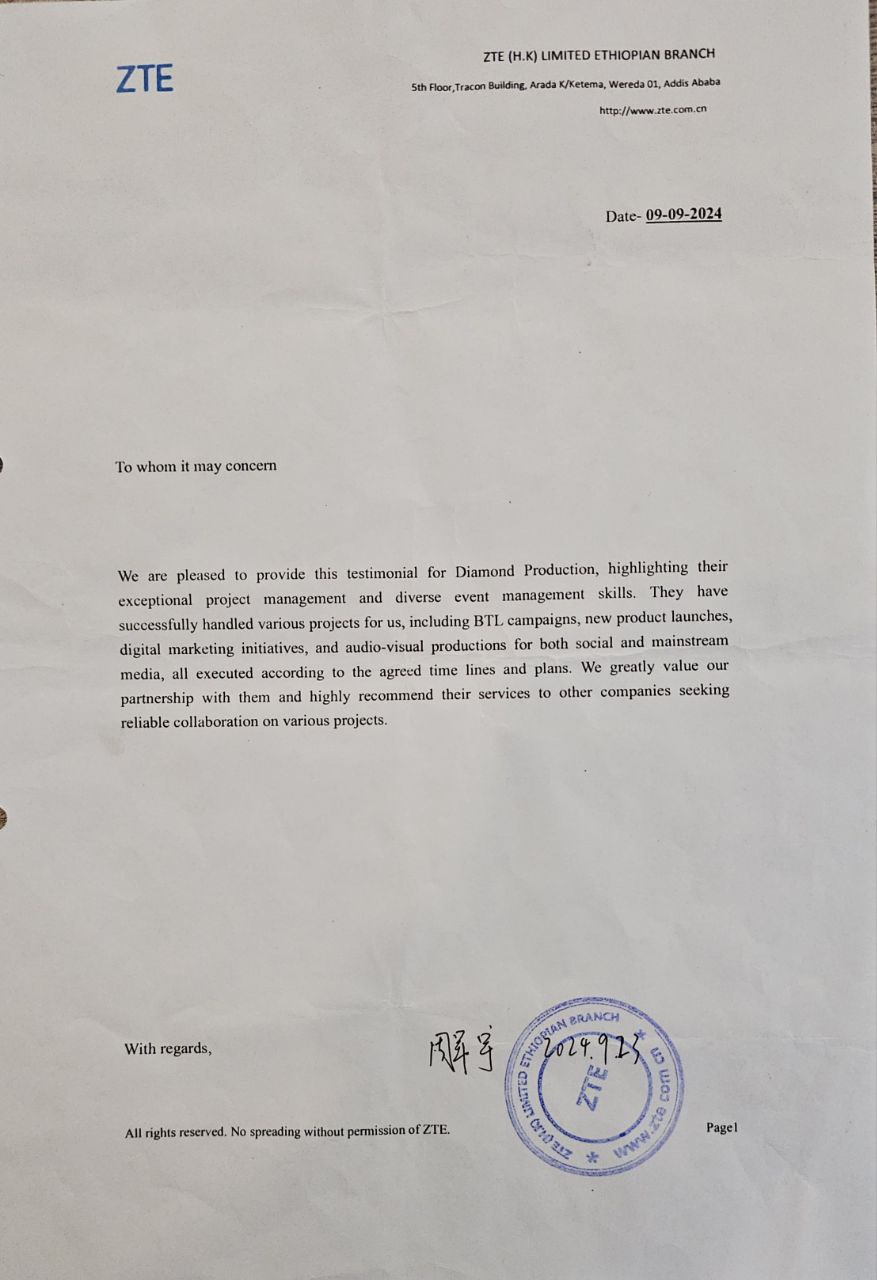 ZTE
ZTE (H.K) LIMITED ETHIOPIAN BRANCH
5th Floor,Tracon Building, Arada K/Ketema, Wereda 01, Addis Ababa
http://www.zte.com.cn
Date- 09-09-2024
To whom it may concern
We are pleased to provide this testimonial for Diamond Production, highlighting their
exceptional project management and diverse event management skills. They have
successfully handled various projects for us, including BTL campaigns, new product launches,
digital marketing initiatives, and audio-visual productions for both social and mainstream
media, all executed according to the agreed time lines and plans. We greatly value our
partnership with them and highly recommend their services to other companies seeking
reliable collaboration on various projects.
With regards,
2024.9.23
ZTE (H.K) LIMITED ETHIOPIAN BRANCH
www.zte.com.cn
ZTE
All rights reserved. No spreading without permission of ZTE.
Page1